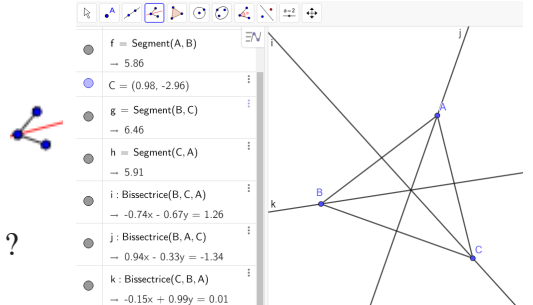 ?
a=2
f = Segment(A, B)
→ 5.86
C = (0.98, -2.96)
g = Segment(B, C)
→ 6.46
h = Segment(C, A)
→ 5.91
i : Bissectrice(B, C, A)
→ -0.74x - 0.67y = 1.26
j : Bissectrice(B, A, C)
→ 0.94x - 0.33y = -1.34
k : Bissectrice(C, B, A)
→ -0.15x + 0.99y = 0.01
i
j
A
B
k
C